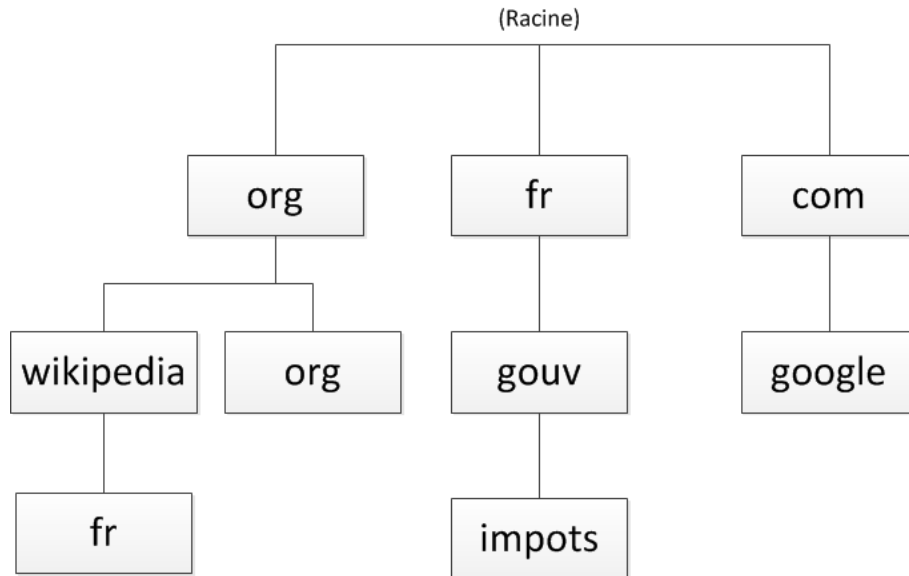 (Racine)
org
fr
com
wikipedia
org
gouv
google
fr
impots